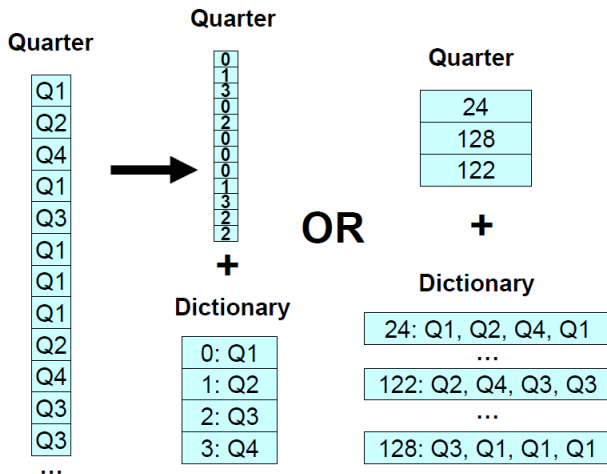 Quarter
Q1
Q2
Q4
Q1
Q3
Q1
Q1
Q1
Q2
Q4
Q3
Q3
...
Quarter
0
1
3
0
2
0
0
0
1
3
2
2
+
Dictionary
0: Q1
1: Q2
2: Q3
3: Q4
OR
Quarter
24
128
122
+
Dictionary
24: Q1, Q2, Q4, Q1
...
122: Q2, Q4, Q3, Q3
...
128: Q3, Q1, Q1, Q1